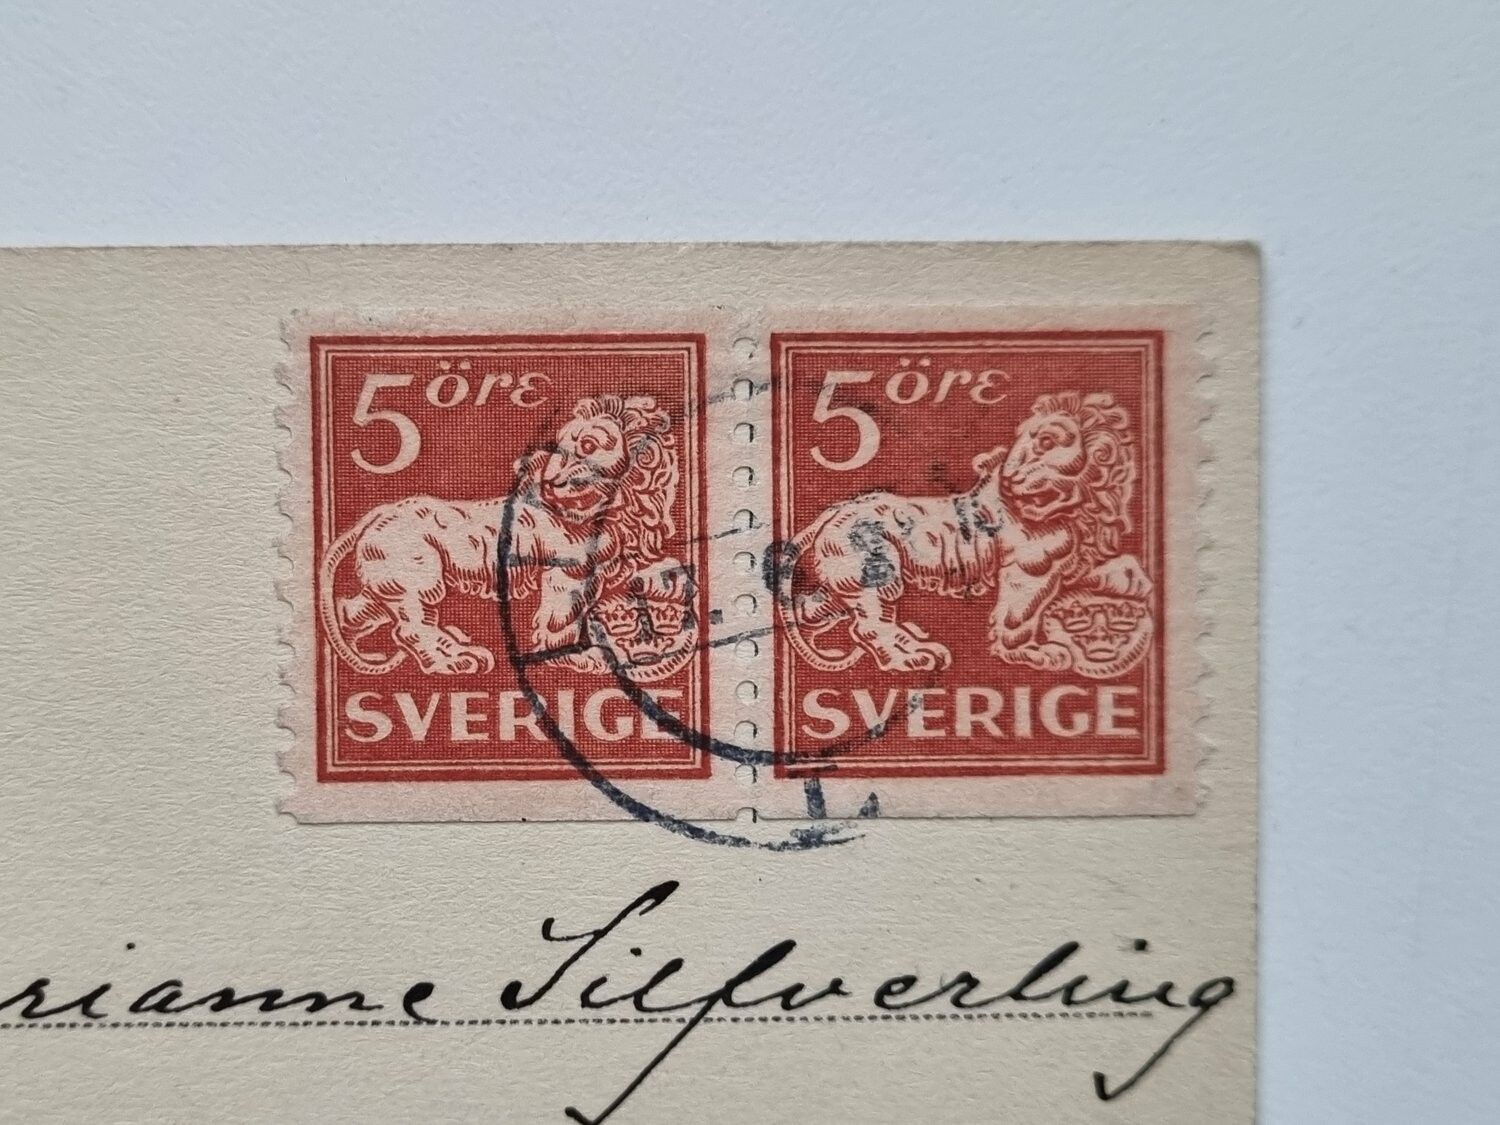 5 öre 5 öre
SVERIGE SVERIGE
rianne Silfverling